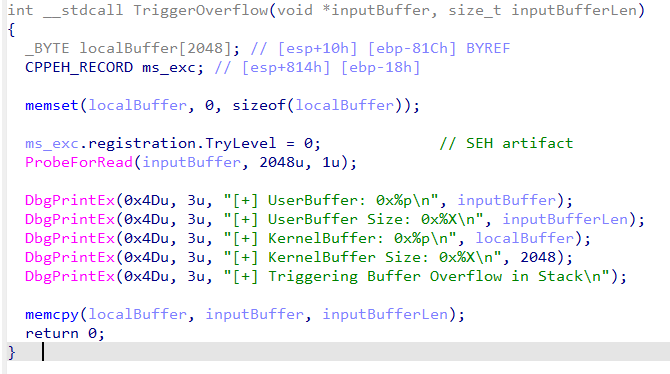 int __stdcall TriggerOverflow(void *inputBuffer, size_t inputBufferLen)
{
  _BYTE localBuffer[2048]; // [esp+10h] [ebp-81Ch] BYREF
  CPPEH_RECORD ms_exc; // [esp+814h] [ebp-18h]

  memset(localBuffer, 0, sizeof(localBuffer));

  ms_exc.registration.TryLevel = 0;             // SEH artifact
  ProbeForRead(inputBuffer, 2048u, 1u);

  DbgPrintEx(0x4Du, 3u, "[+] UserBuffer: 0x%p\n", inputBuffer);
  DbgPrintEx(0x4Du, 3u, "[+] UserBuffer Size: 0x%X\n", inputBufferLen);
  DbgPrintEx(0x4Du, 3u, "[+] KernelBuffer: 0x%p\n", localBuffer);
  DbgPrintEx(0x4Du, 3u, "[+] KernelBuffer Size: 0x%X\n", 2048);
  DbgPrintEx(0x4Du, 3u, "[+] Triggering Buffer Overflow in Stack\n");

  memcpy(localBuffer, inputBuffer, inputBufferLen);
  return 0;
}